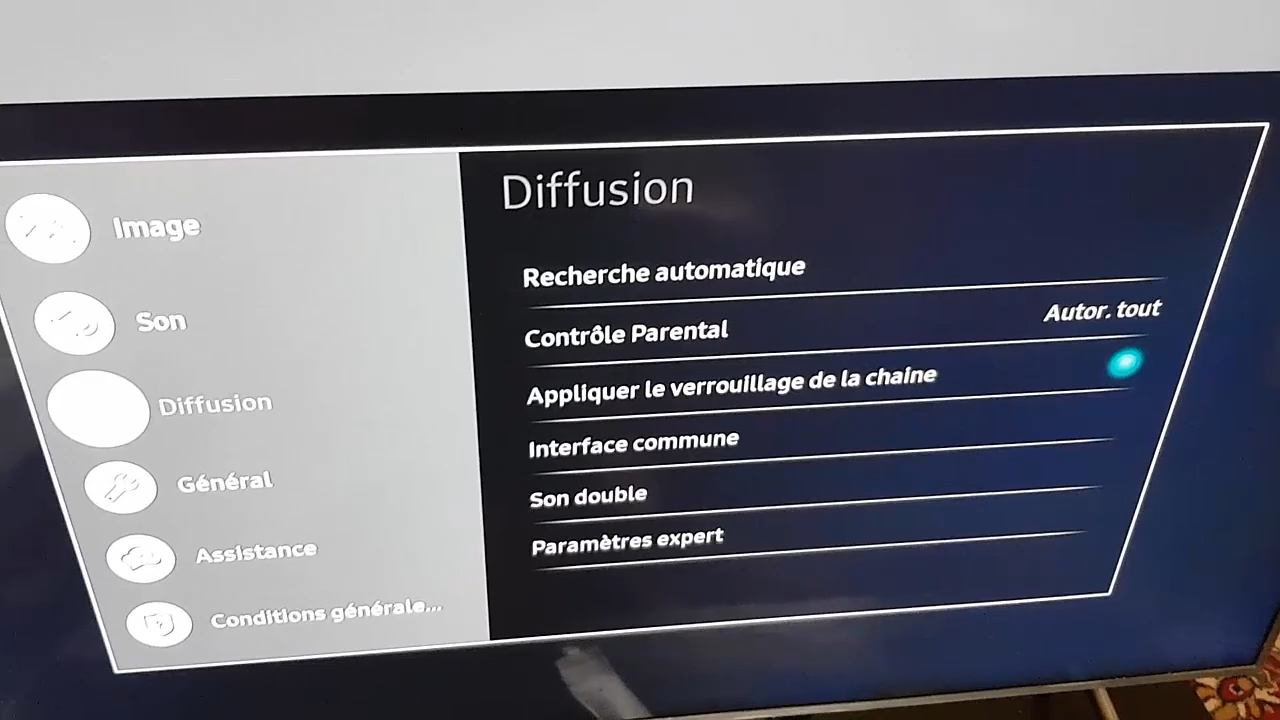 Image
Son
Diffusion
Général
Assistance
Conditions générale...
Diffusion
Recherche automatique
Contrôle Parental Autor. tout
Appliquer le verrouillage de la chaine
Interface commune
Son double
Paramètres expert